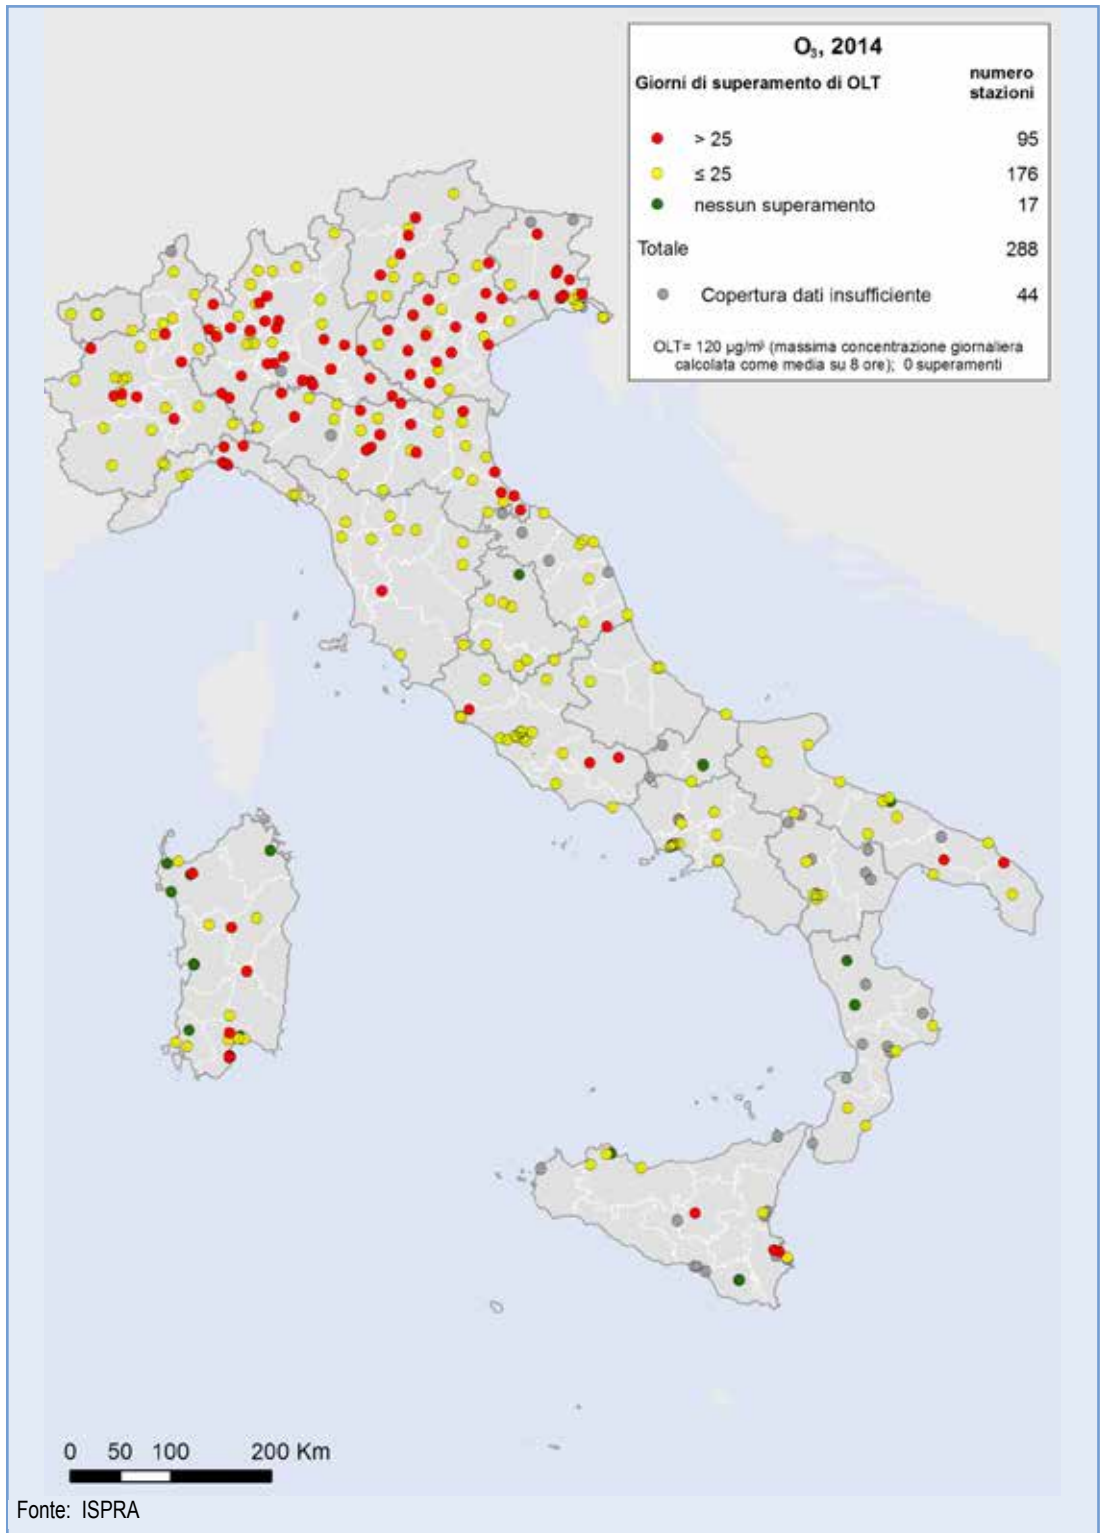 O₃, 2014
Giorni di superamento di OLT
numero
stazioni
> 25 95
≤ 25 176
nessun superamento 17
Totale 288
Copertura dati insufficiente 44
OLT= 120 µg/m³ (massima concentrazione giornaliera
calcolata come media su 8 ore); 0 superamenti
0 50 100 200 Km
Fonte: ISPRA